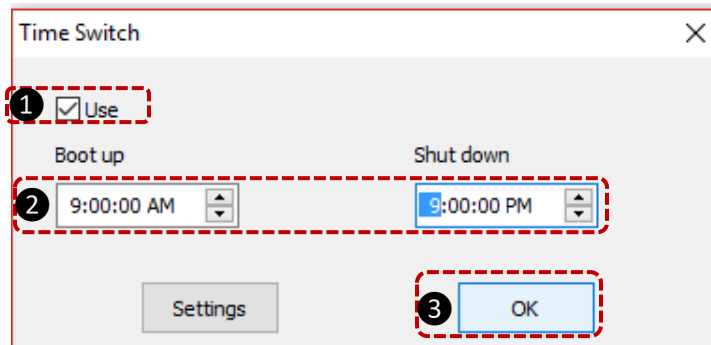 Time Switch
1 Use
Boot up Shut down
2 9:00:00 AM 9:00:00 PM
Settings 3 OK